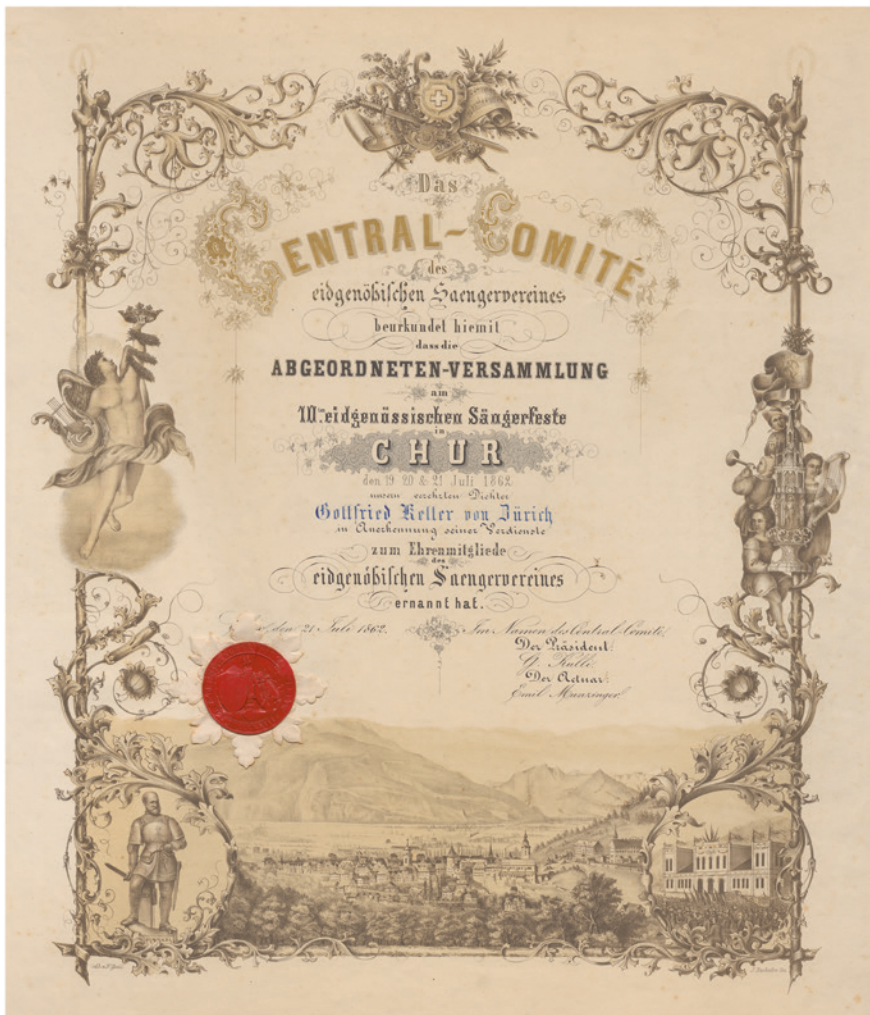 Das
CENTRAL-COMITÉ
des
eidgenößischen Saengervereines
beurkundet hiemit
dass die
ABGEORDNETEN-VERSAMMLUNG
am
10ten eidgenössischen Sängerfeste
in
CHUR
den 19 20 & 21 Juli 1862
unsern verehrten Dichter
Gottfried Keller von Zürich
in Anerkennung seiner Verdienste
zum Ehrenmitgliede
des
eidgenößischen Saengervereines
ernannt hat.
den 21 Juli 1862.
Im Namen des Central-Comité:
Der Präsident:
Der Actuar:
Emil Munzinger